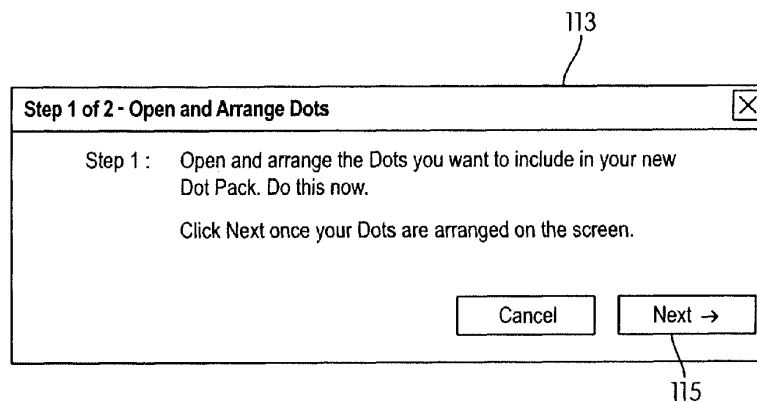 113
Step 1 of 2 - Open and Arrange Dots
Step 1 : Open and arrange the Dots you want to include in your new
Dot Pack. Do this now.
Click Next once your Dots are arranged on the screen.
Cancel Next →
115